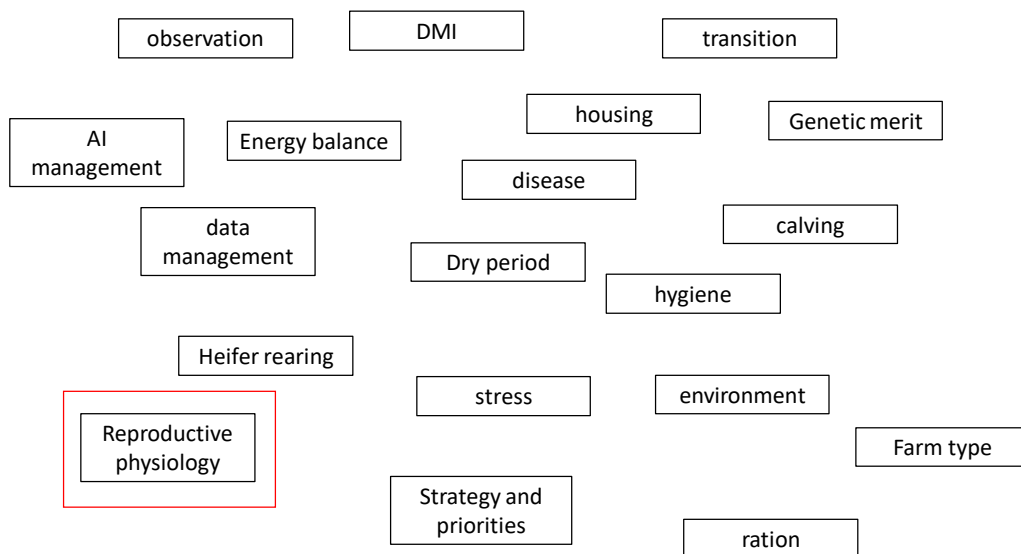 observation
DMI
transition
housing
Genetic merit
AI
management
Energy balance
disease
data
management
calving
Dry period
hygiene
Heifer rearing
stress
environment
Reproductive
physiology
Farm type
Strategy and
priorities
ration